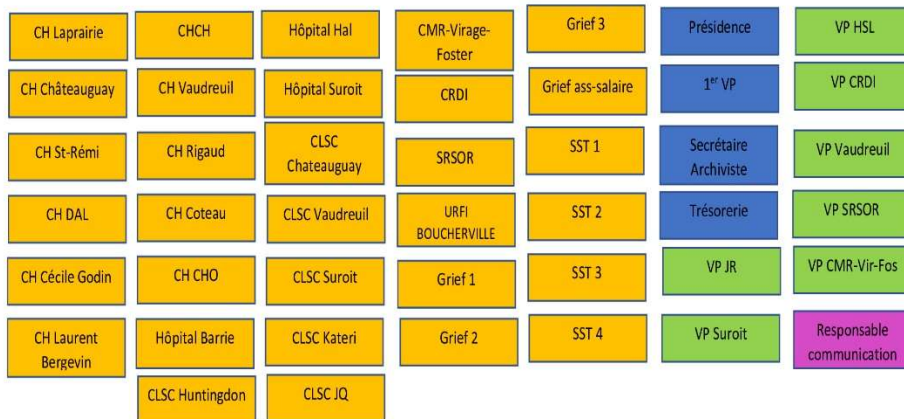 CH Laprairie
CH Châteauguay
CH St-Rémi
CH DAL
CH Cécile Godin
CH Laurent
Bergevin
CHCH
CH Vaudreuil
CH Rigaud
CH Coteau
CH CHO
Hôpital Barrie
CLSC Huntingdon
Hôpital Hal
Hôpital Suroit
CLSC
Chateauguay
CLSC Vaudreuil
CLSC Suroit
CLSC Kateri
CLSC JQ
CMR-Virage-
Foster
CRDI
SRSOR
URFI
BOUCHERVILLE
Grief 1
Grief 2
Grief 3
Grief ass-salaire
SST 1
SST 2
SST 3
SST 4
Présidence
1er VP
Secrétaire
Archiviste
Trésorerie
VP JR
VP Suroit
VP HSL
VP CRDI
VP Vaudreuil
VP SRSOR
VP CMR-Vir-Fos
Responsable
communication